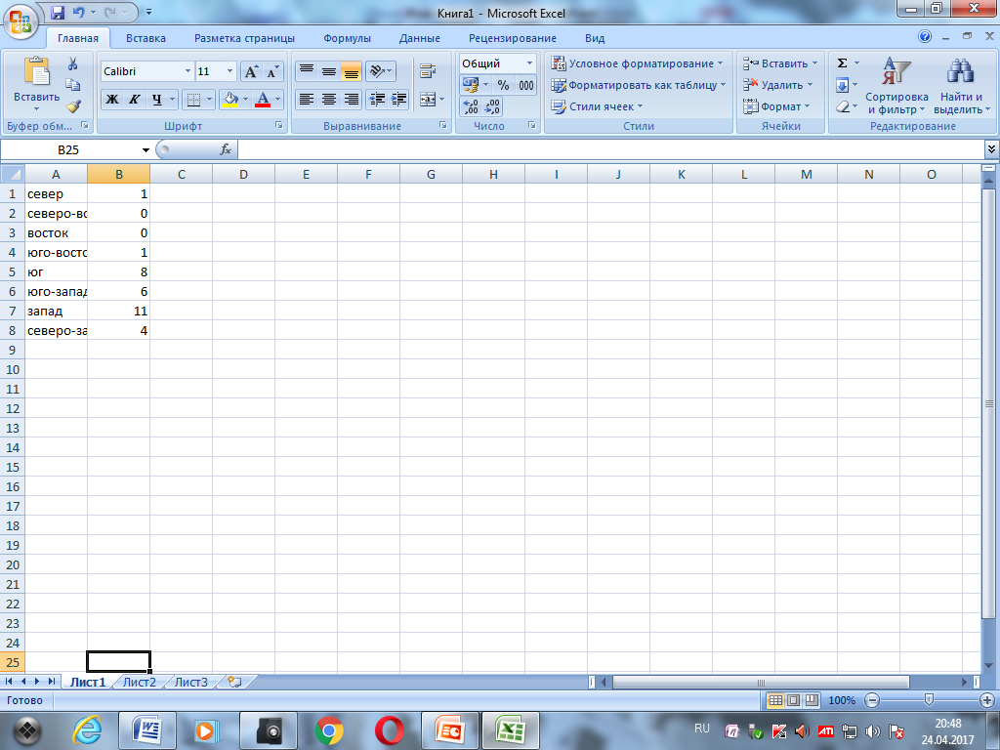 Книга1 - Microsoft Excel
Главная Вставка Разметка страницы Формулы Данные Рецензирование Вид
Вставить
Буфер обм...
Calibri 11
Ж К Ч
Шрифт
Выравнивание
Общий
% 000
Число
Условное форматирование
Форматировать как таблицу
Стили ячеек
Стили
Вставить
Удалить
Формат
Ячейки
Σ
Сортировка и фильтр
Найти и выделить
Редактирование
B25 fx
A B C D E F G H I J K L M N O
1 север 1
2 северо-во 0
3 восток 0
4 юго-восто 1
5 юг 8
6 юго-запад 6
7 запад 11
8 северо-за 4
9
10
11
12
13
14
15
16
17
18
19
20
21
22
23
24
25
Лист1 Лист2 Лист3
Готово 100%
RU 20:48
24.04.2017